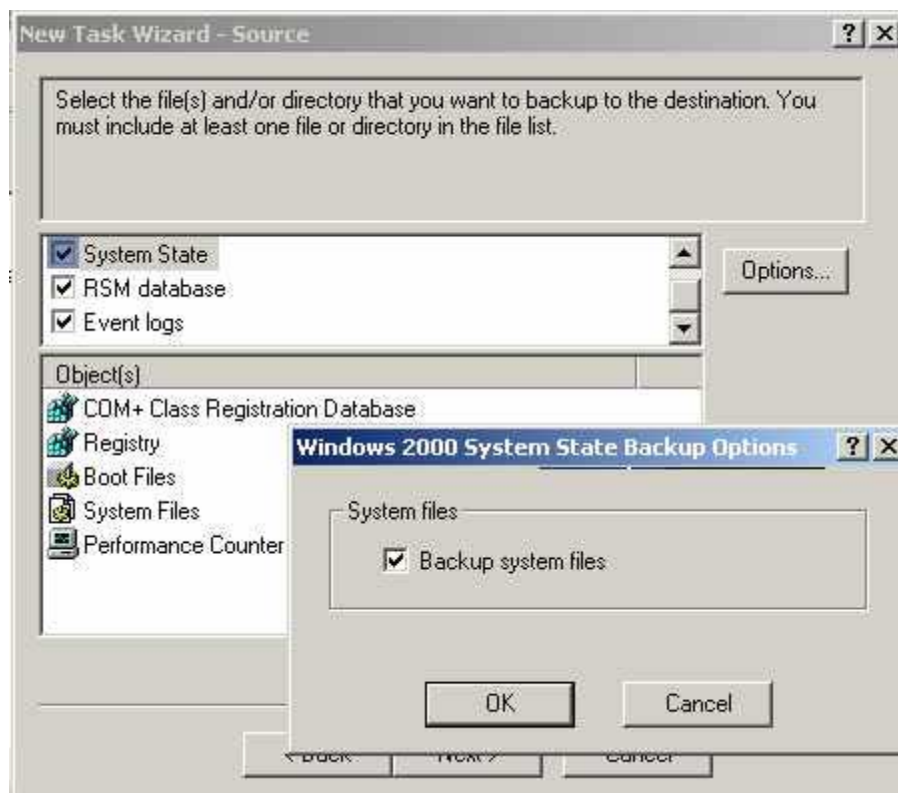 New Task Wizard - Source
Select the file(s) and/or directory that you want to backup to the destination. You
must include at least one file or directory in the file list.
System State
RSM database
Event logs
Options...
Object(s)
COM+ Class Registration Database
Registry
Boot Files
System Files
Performance Counter
Windows 2000 System State Backup Options
System files
Backup system files
OK
Cancel
< Back
Next >
Cancel